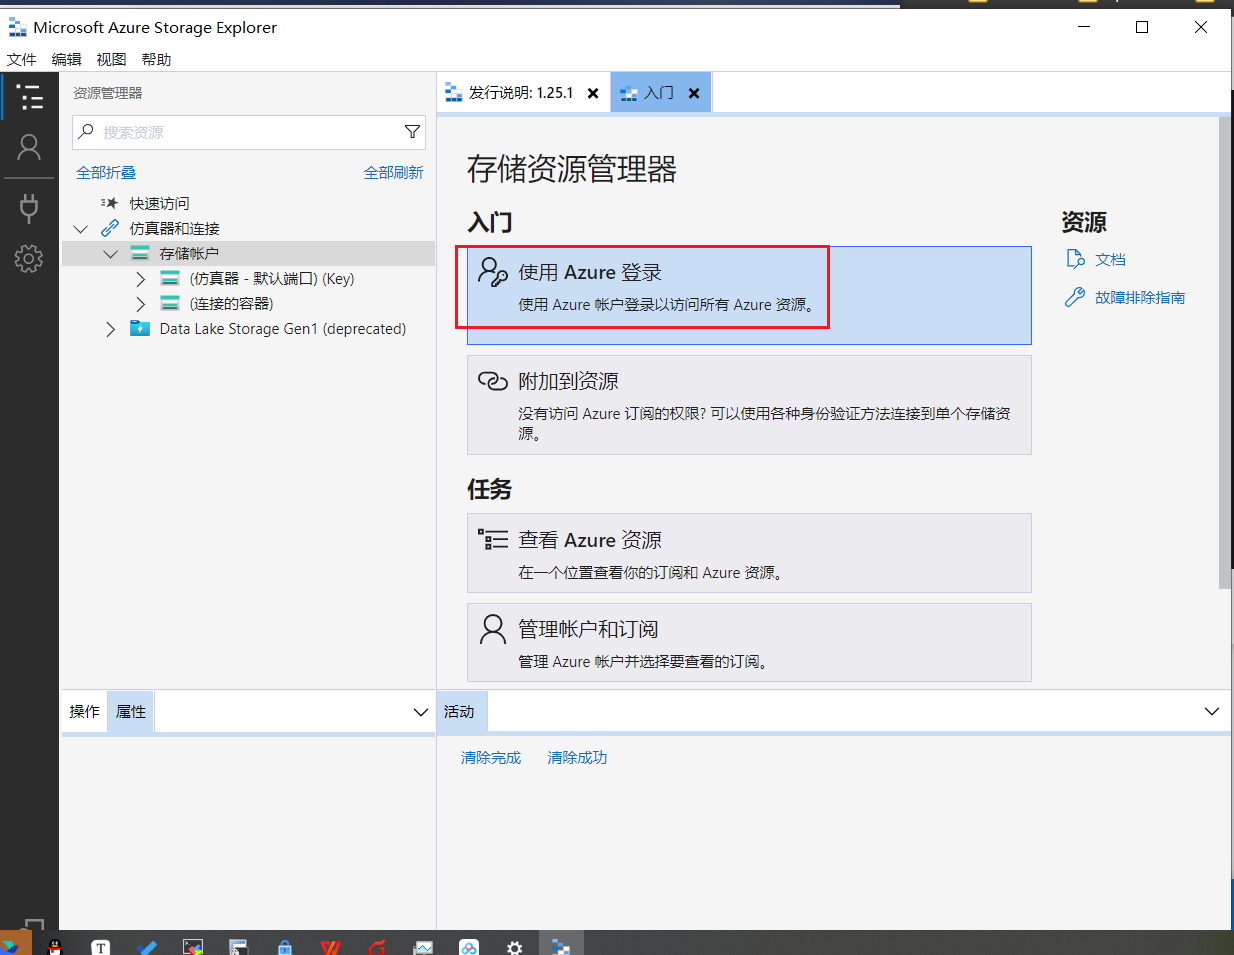 Microsoft Azure Storage Explorer
文件 编辑 视图 帮助
资源管理器
搜索资源
全部折叠 全部刷新
快速访问
仿真器和连接
存储帐户
(仿真器 - 默认端口) (Key)
(连接的容器)
Data Lake Storage Gen1 (deprecated)
发行说明: 1.25.1 入门
存储资源管理器
入门
使用 Azure 登录
使用 Azure 帐户登录以访问所有 Azure 资源。
附加到资源
没有访问 Azure 订阅的权限? 可以使用各种身份验证方法连接到单个存储资
源。
任务
查看 Azure 资源
在一个位置查看你的订阅和 Azure 资源。
管理帐户和订阅
管理 Azure 帐户并选择要查看的订阅。
资源
文档
故障排除指南
操作 属性
活动
清除完成 清除成功
T